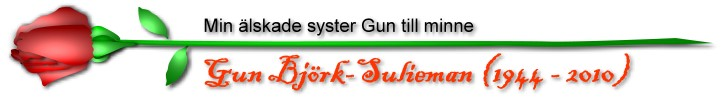 Min älskade syster Gun till minne
Gun Björk-Sulieman (1944 - 2010)